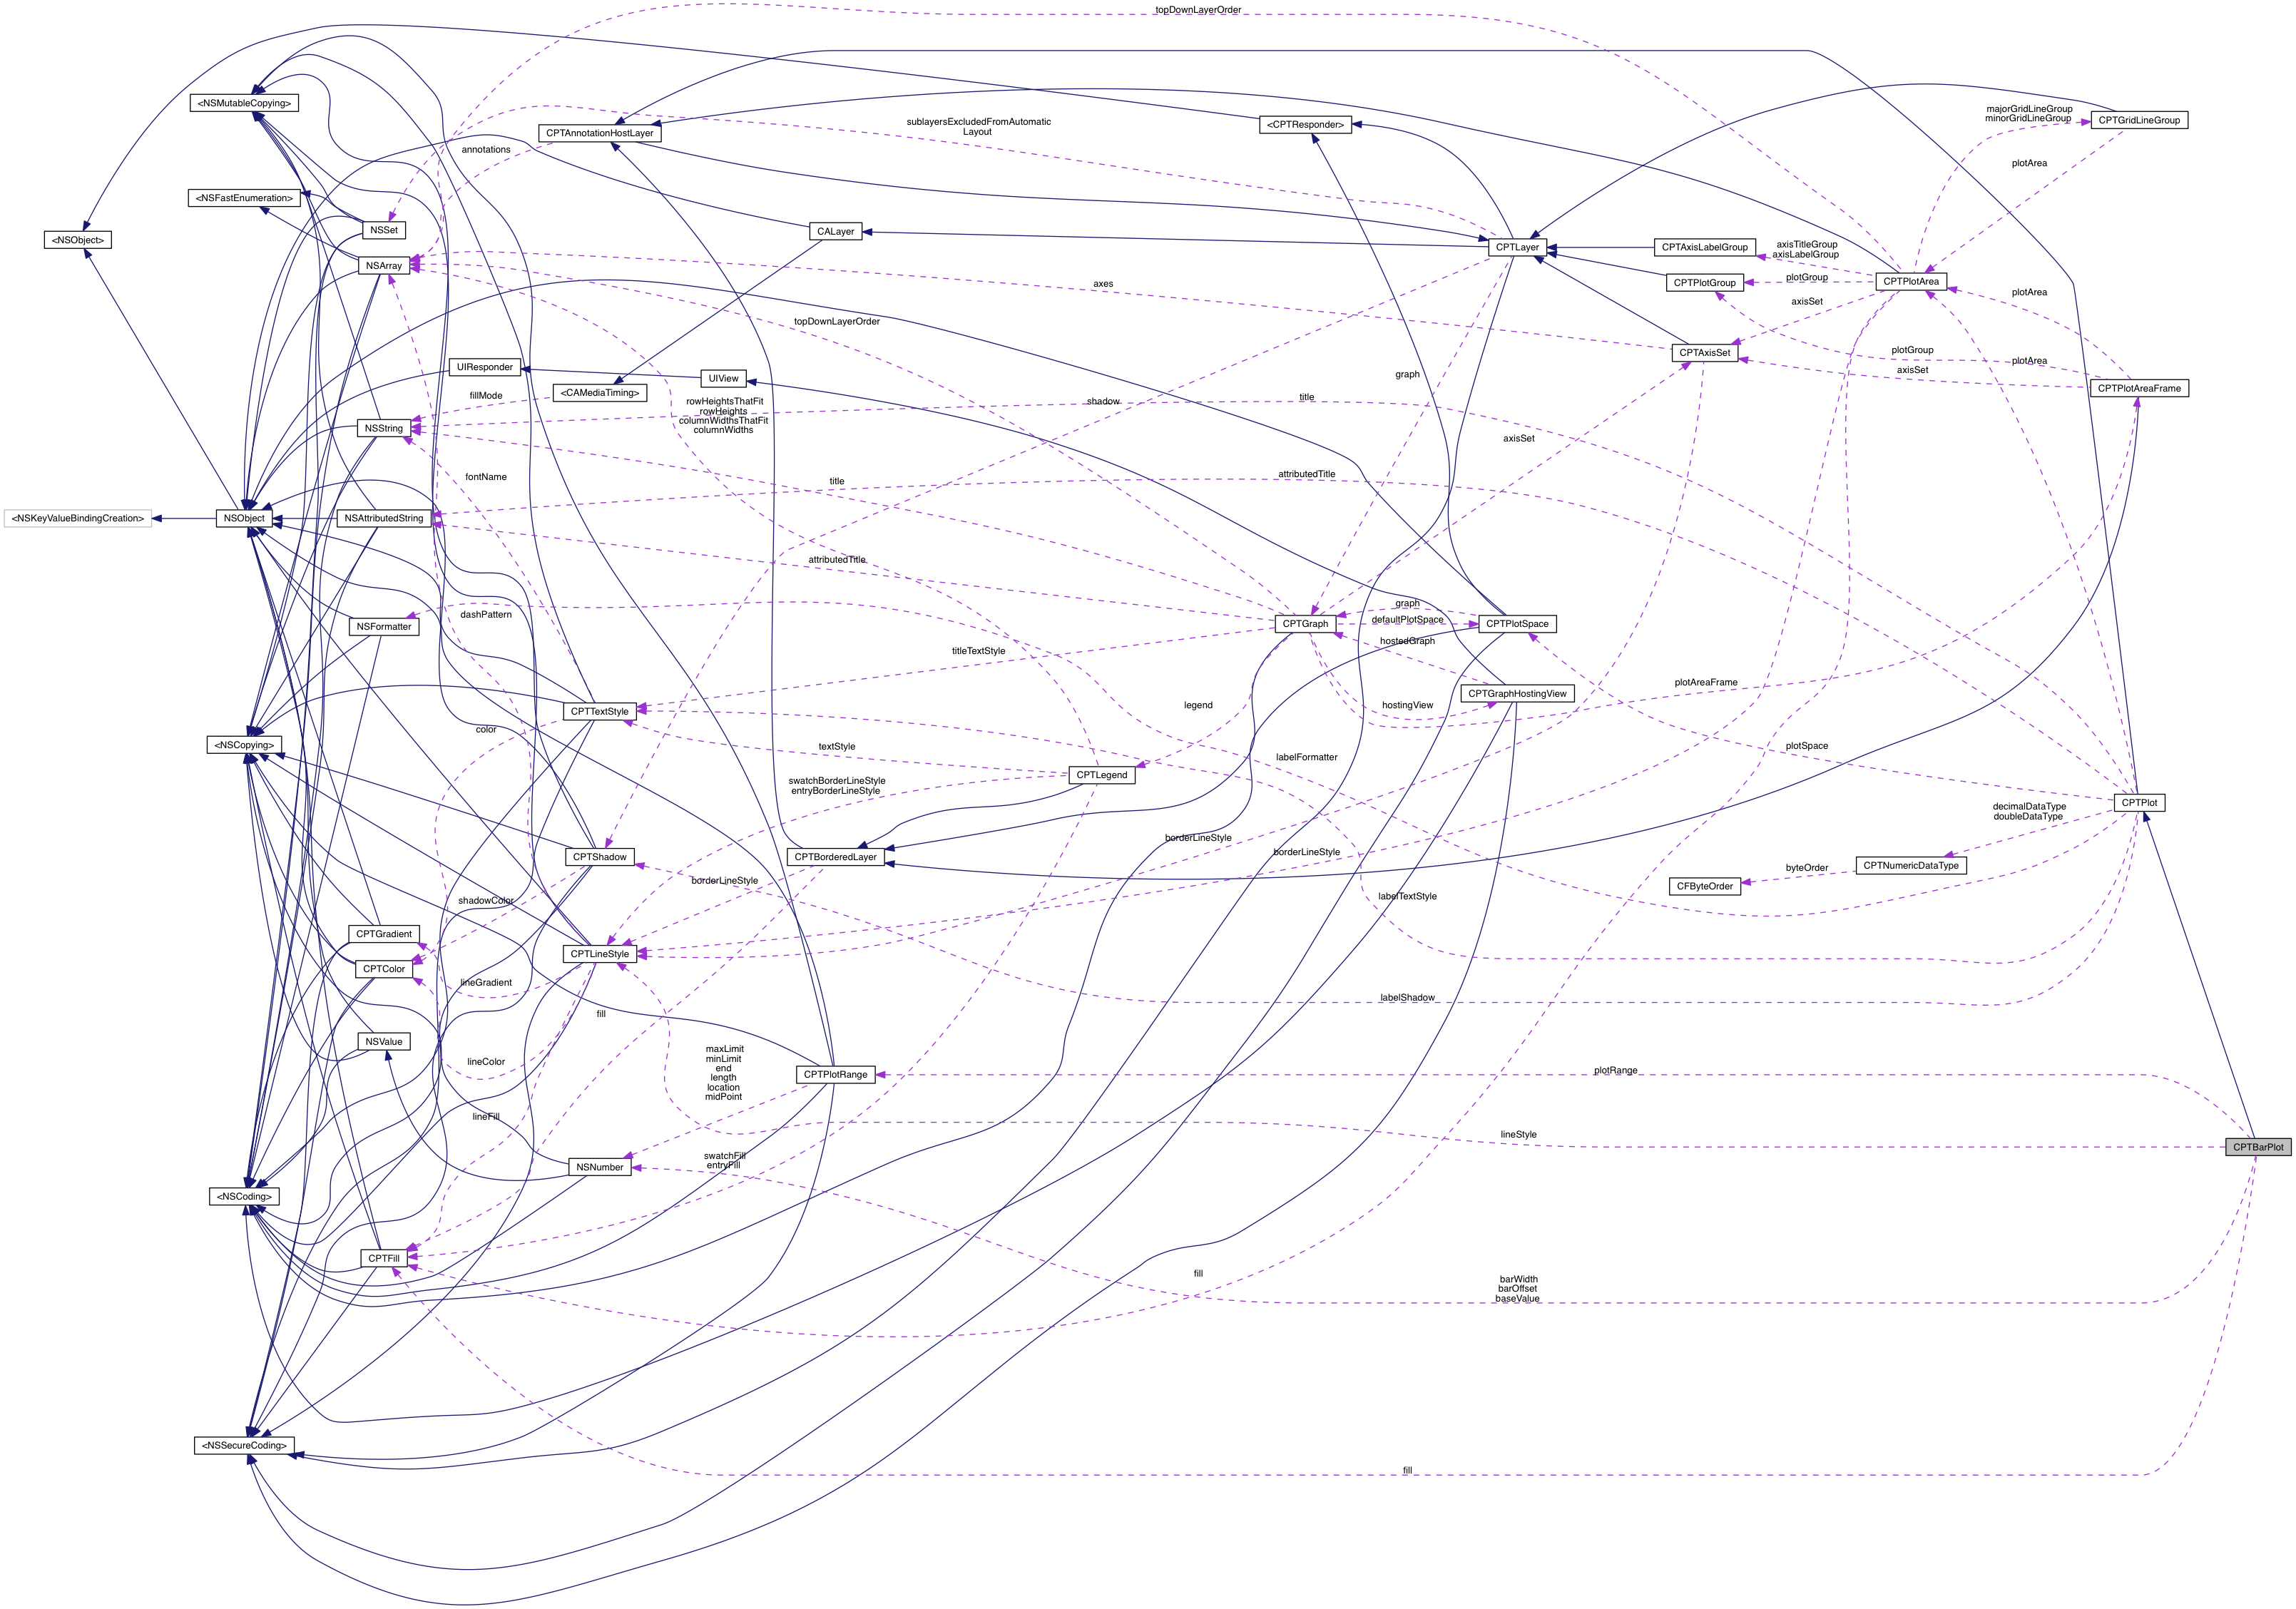 topDownLayerOrder
<NSMutableCopying>
majorGridLineGroup
minorGridLineGroup
CPTGridLineGroup
sublayersExcludedFromAutomatic
Layout
<CPTResponder>
CPTAnnotationHostLayer
annotations
plotArea
<NSFastEnumeration>
NSSet
CALayer
<NSObject>
CPTLayer
CPTAxisLabelGroup
axisTitleGroup
axisLabelGroup
NSArray
CPTPlotGroup
plotGroup
CPTPlotArea
axes
plotArea
axisSet
topDownLayerOrder
CPTAxisSet
plotGroup
plotArea
UIResponder
UIView
graph
axisSet
CPTPlotAreaFrame
<CAMediaTiming>
fillMode
rowHeightsThatFit
rowHeights
columnWidthsThatFit
columnWidths
shadow
title
NSString
axisSet
fontName
title
attributedTitle
<NSKeyValueBindingCreation>
NSObject
NSAttributedString
attributedTitle
graph
dashPattern
NSFormatter
CPTGraph
defaultPlotSpace
CPTPlotSpace
hostedGraph
titleTextStyle
plotAreaFrame
CPTGraphHostingView
legend
hostingView
CPTTextStyle
color
<NSCopying>
textStyle
plotSpace
labelFormatter
CPTLegend
swatchBorderLineStyle
entryBorderLineStyle
CPTPlot
decimalDataType
doubleDataType
borderLineStyle
borderLineStyle
CPTShadow
CPTBorderedLayer
CPTNumericDataType
byteOrder
borderLineStyle
CFByteOrder
shadowColor
labelTextStyle
CPTGradient
CPTLineStyle
CPTColor
lineGradient
labelShadow
fill
NSValue
lineColor
maxLimit
minLimit
end
length
location
midPoint
CPTPlotRange
plotRange
lineFill
lineStyle
CPTBarPlot
swatchFill
entryFill
NSNumber
<NSCoding>
CPTFill
fill
barWidth
barOffset
baseValue
<NSSecureCoding>
fill